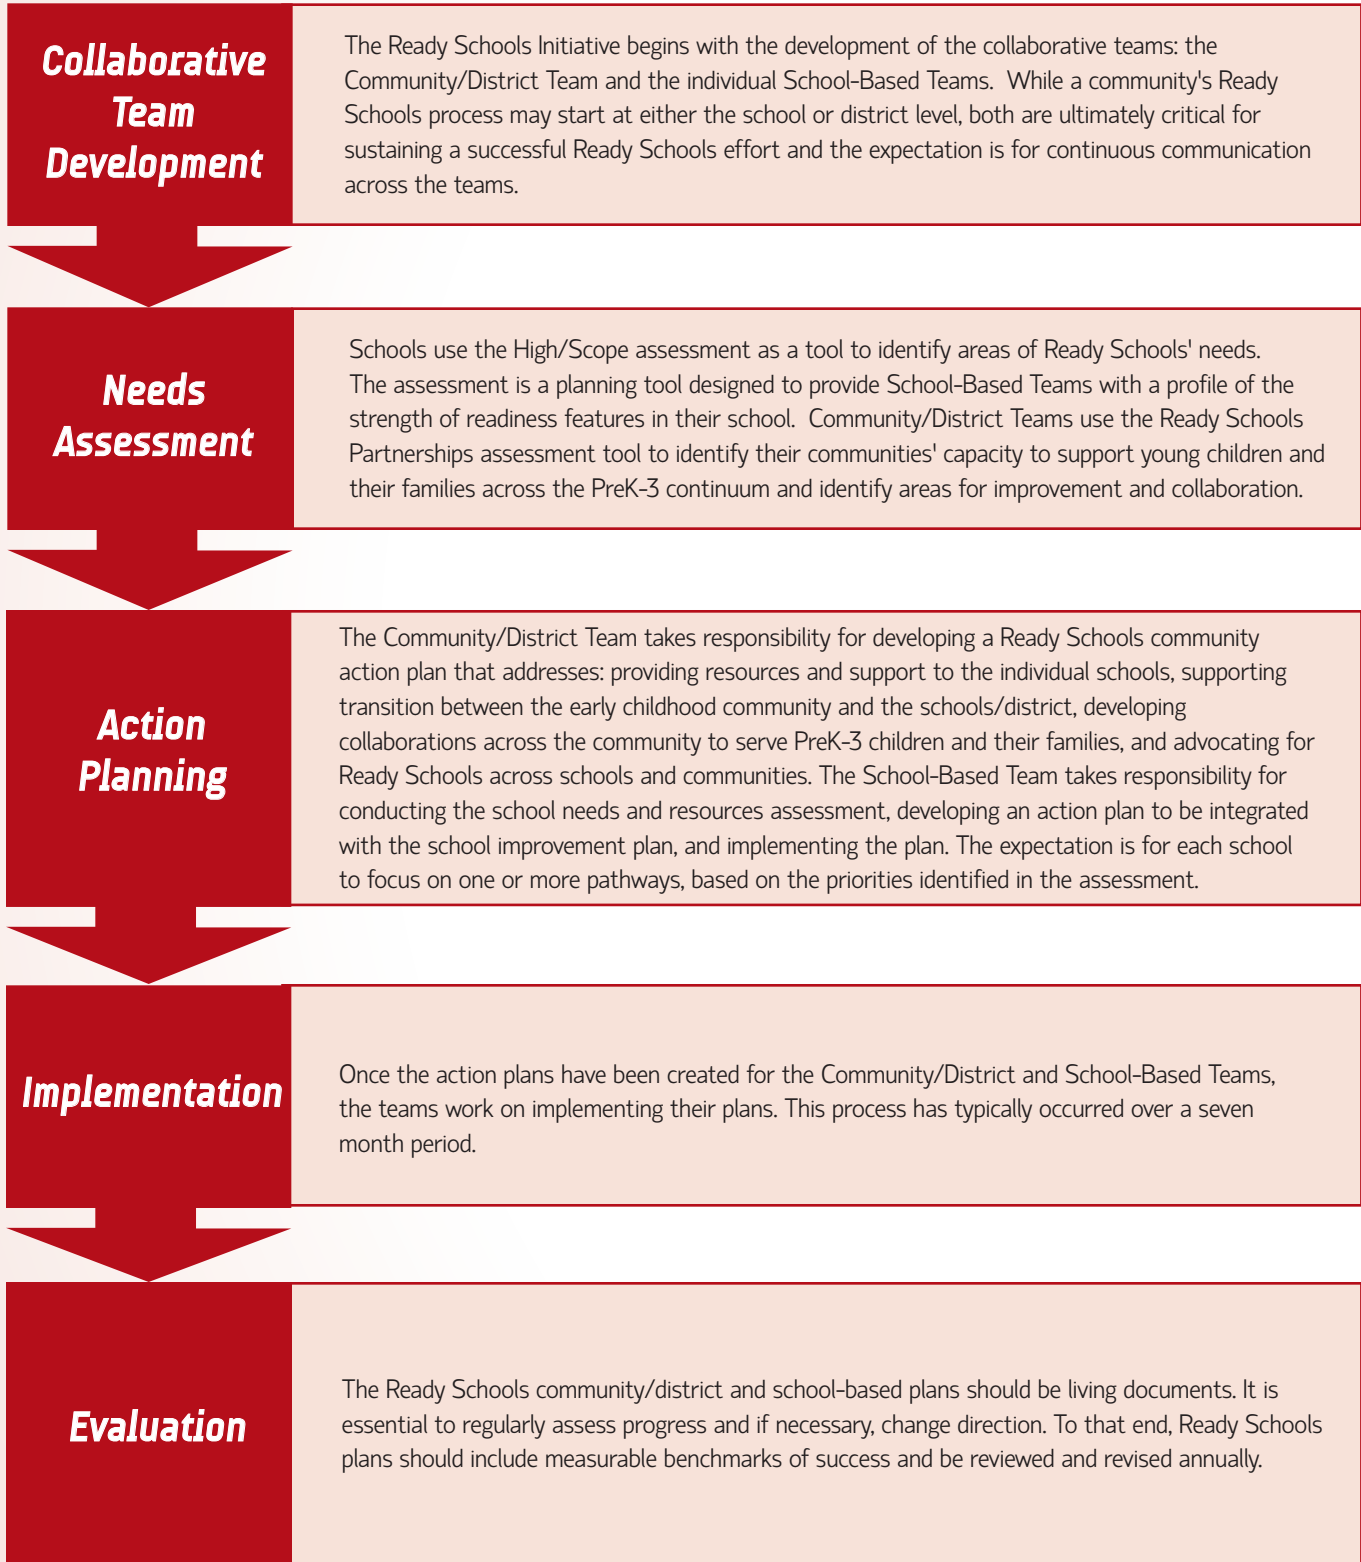 Collaborative
Team
Development
The Ready Schools Initiative begins with the development of the collaborative teams: the
Community/District Team and the individual School-Based Teams.  While a community's Ready
Schools process may start at either the school or district level, both are ultimately critical for
sustaining a successful Ready Schools effort and the expectation is for continuous communication
across the teams.
Needs
Assessment
Schools use the High/Scope assessment as a tool to identify areas of Ready Schools' needs.
The assessment is a planning tool designed to provide School-Based Teams with a profile of the
strength of readiness features in their school.  Community/District Teams use the Ready Schools
Partnerships assessment tool to identify their communities' capacity to support young children and
their families across the PreK-3 continuum and identify areas for improvement and collaboration.
Action
Planning
The Community/District Team takes responsibility for developing a Ready Schools community
action plan that addresses: providing resources and support to the individual schools, supporting
transition between the early childhood community and the schools/district, developing
collaborations across the community to serve PreK-3 children and their families, and advocating for
Ready Schools across schools and communities. The School-Based Team takes responsibility for
conducting the school needs and resources assessment, developing an action plan to be integrated
with the school improvement plan, and implementing the plan. The expectation is for each school
to focus on one or more pathways, based on the priorities identified in the assessment.
Implementation
Once the action plans have been created for the Community/District and School-Based Teams,
the teams work on implementing their plans. This process has typically occurred over a seven
month period.
Evaluation
The Ready Schools community/district and school-based plans should be living documents. It is
essential to regularly assess progress and if necessary, change direction. To that end, Ready Schools
plans should include measurable benchmarks of success and be reviewed and revised annually.